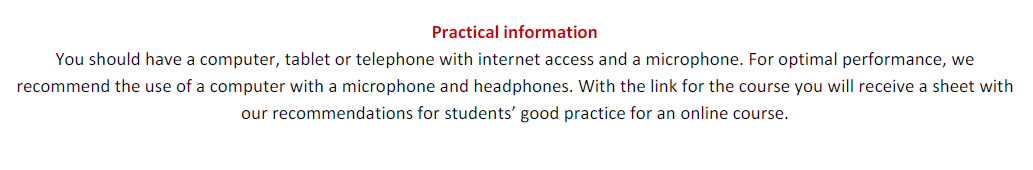 Practical information
You should have a computer, tablet or telephone with internet access and a microphone. For optimal performance, we
recommend the use of a computer with a microphone and headphones. With the link for the course you will receive a sheet with
our recommendations for students’ good practice for an online course.